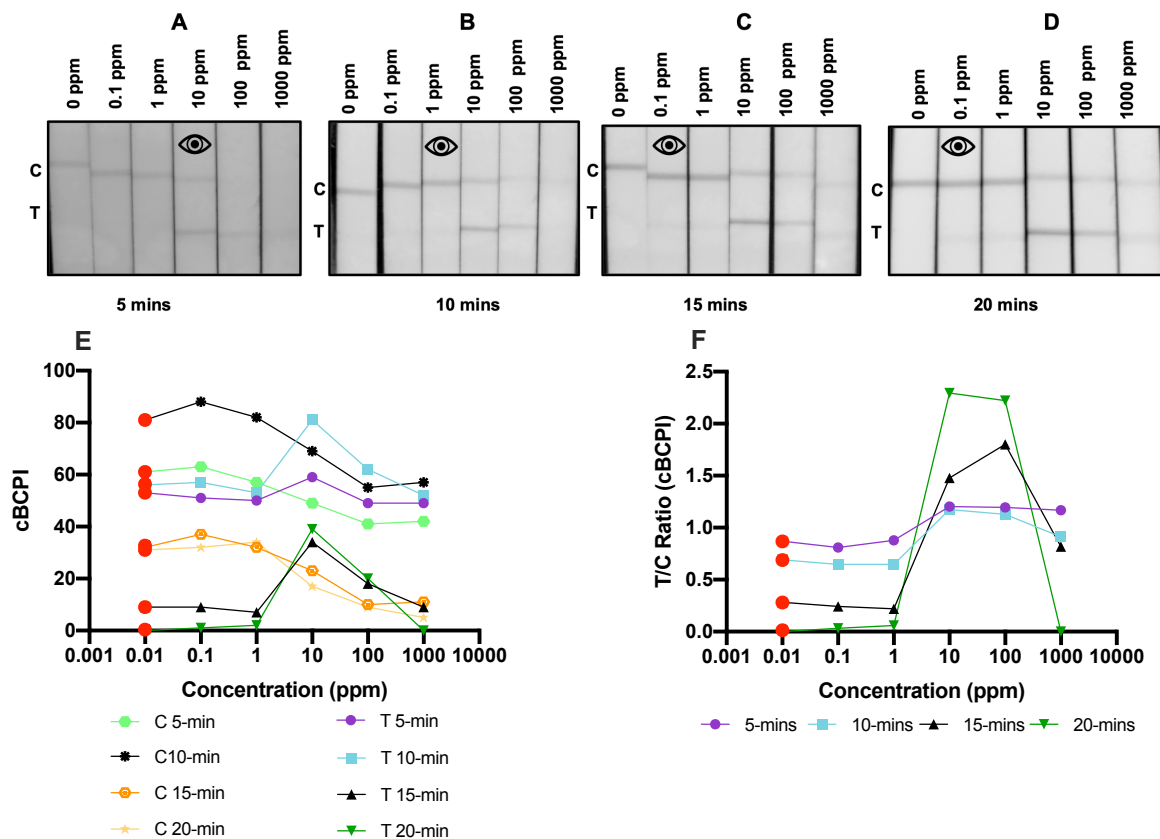 A
0 ppm
0.1 ppm
1 ppm
10 ppm
100 ppm
1000 ppm
C
T
5 mins
B
0 ppm
0.1 ppm
1 ppm
10 ppm
100 ppm
1000 ppm
C
T
10 mins
C
0 ppm
0.1 ppm
1 ppm
10 ppm
100 ppm
1000 ppm
C
T
15 mins
D
0 ppm
0.1 ppm
1 ppm
10 ppm
100 ppm
1000 ppm
C
T
20 mins
E
cBCPI
100
80
60
40
20
0
0.001 0.01 0.1 1 10 100 1000 10000
Concentration (ppm)
C 5-min
T 5-min
C10-min
T 10-min
C 15-min
T 15-min
C 20-min
T 20-min
F
T/C Ratio (cBCPI)
2.5
2.0
1.5
1.0
0.5
0.0
0.001 0.01 0.1 1 10 100 1000 10000
Concentration (ppm)
5-mins 10-mins 15-mins 20-mins